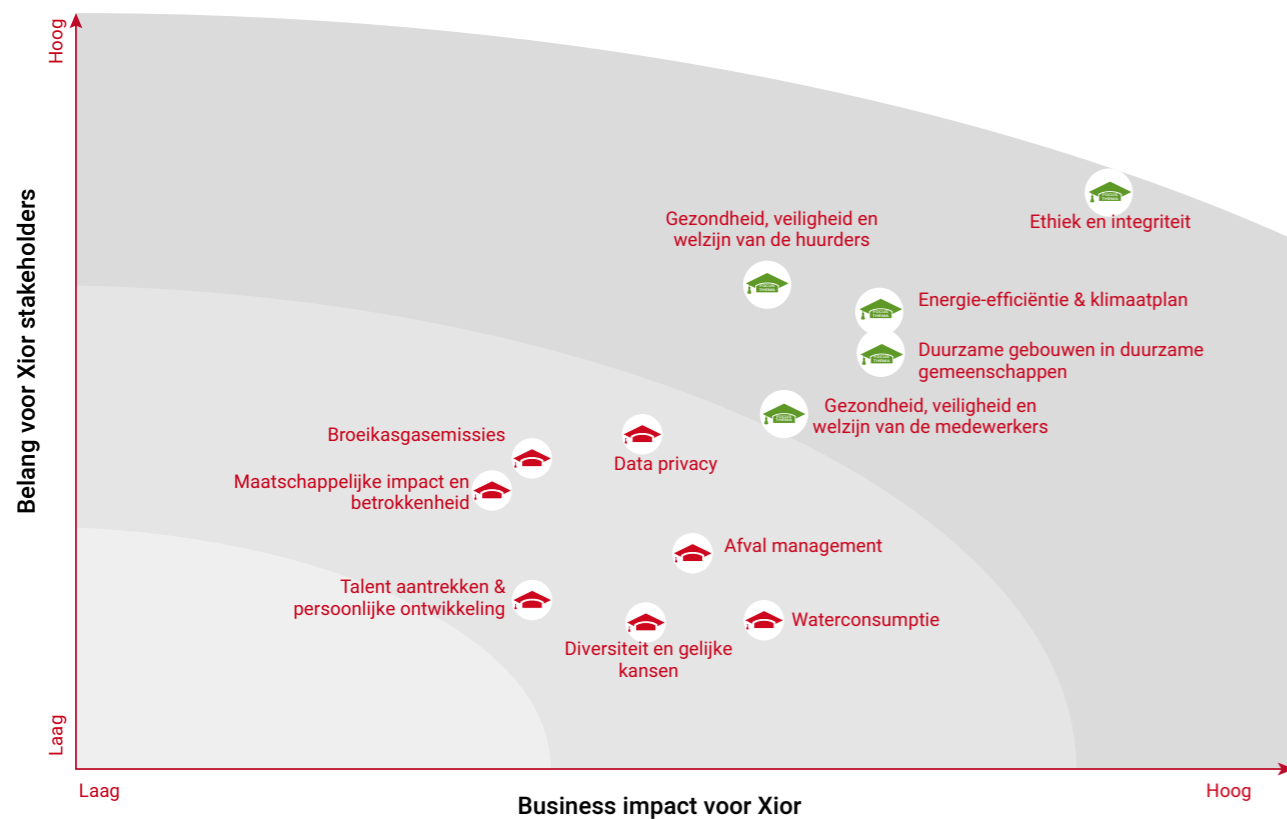 Hoog
Belang voor Xior stakeholders
Gezondheid, veiligheid en
welzijn van de huurders
Ethiek en integriteit
Energie-efficiëntie & klimaatplan
Duurzame gebouwen in duurzame
gemeenschappen
Gezondheid, veiligheid en
welzijn van de medewerkers
Broeikasgasemissies
Data privacy
Maatschappelijke impact en
betrokkenheid
Afval management
Talent aantrekken &
persoonlijke ontwikkeling
Waterconsumptie
Diversiteit en gelijke
kansen
Laag
Laag
Hoog
Business impact voor Xior